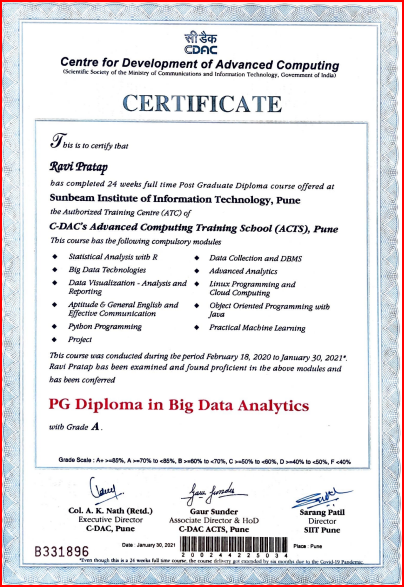 सी डैक
CDAC
Centre for Development of Advanced Computing
(Scientific Society of the Ministry of Communications and Information Technology, Government of India)
CERTIFICATE
This is to certify that
Ravi Pratap
has completed 24 weeks full time Post Graduate Diploma course offered at
Sunbeam Institute of Information Technology, Pune
the Authorized Training Centre (ATC) of
C-DAC's Advanced Computing Training School (ACTS), Pune
This course has the following compulsory modules
◆ Statistical Analysis with R
◆ Big Data Technologies
◆ Data Visualization - Analysis and
Reporting
◆ Aptitude & General English and
Effective Communication
◆ Python Programming
◆ Project
◆ Data Collection and DBMS
◆ Advanced Analytics
◆ Linux Programming and
Cloud Computing
◆ Object Oriented Programming with
Java
◆ Practical Machine Learning
This course was conducted during the period February 18, 2020 to January 30, 2021*.
Ravi Pratap has been examined and found proficient in the above modules and
has been conferred
PG Diploma in Big Data Analytics
with Grade A.
Grade Scale : A+ >=85%, A >=70% to <85%, B >=60% to <70%, C >=50% to <60%, D >=40% to <50%, F <40%
Col. A. K. Nath (Retd.)
Executive Director
C-DAC, Pune
Gaur Sunder
Gaur Sunder
Associate Director & HoD
C-DAC ACTS, Pune
Sarang Patil
Director
SIIT Pune
B331896
Date : January 30, 2021
200244225034
Place : Pune
*Even though this is a 24 weeks full time course, the course delivery got extended by six months due to the Covid-19 Pandemic.